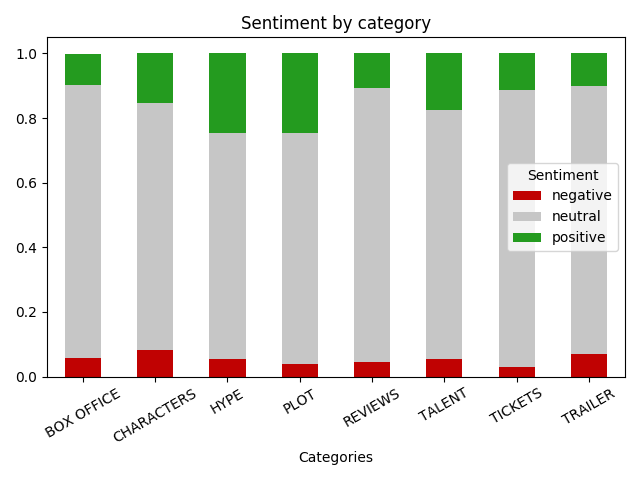 Sentiment by category
1.0
0.8
0.6
0.4
0.2
0.0
Sentiment
negative
neutral
positive
BOX OFFICE
CHARACTERS
HYPE
PLOT
REVIEWS
TALENT
TICKETS
TRAILER
Categories